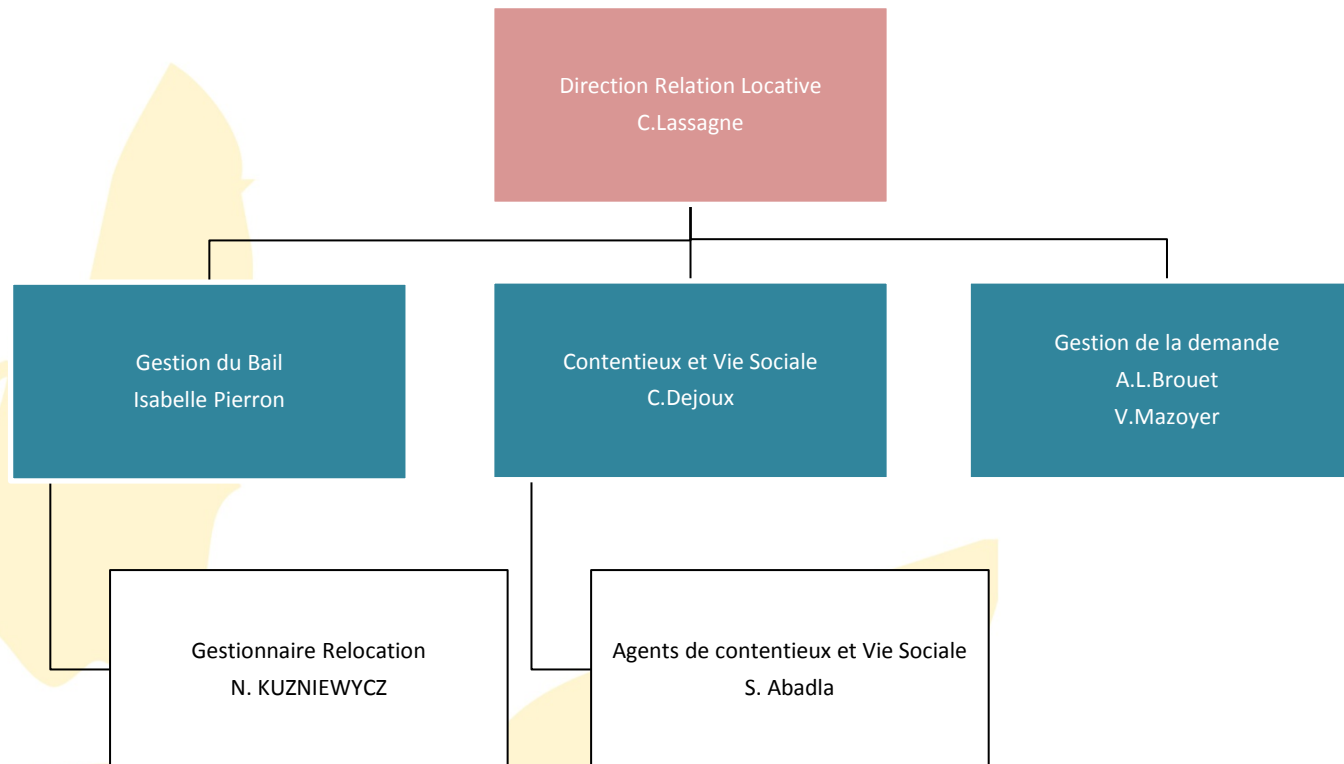 Direction Relation Locative
C.Lassagne
Gestion du Bail
Isabelle Pierron
Contentieux et Vie Sociale
C.Dejoux
Gestion de la demande
A.L.Brouet
V.Mazoyer
Gestionnaire Relocation
N. KUZNIEWYCZ
Agents de contentieux et Vie Sociale
S. Abadla